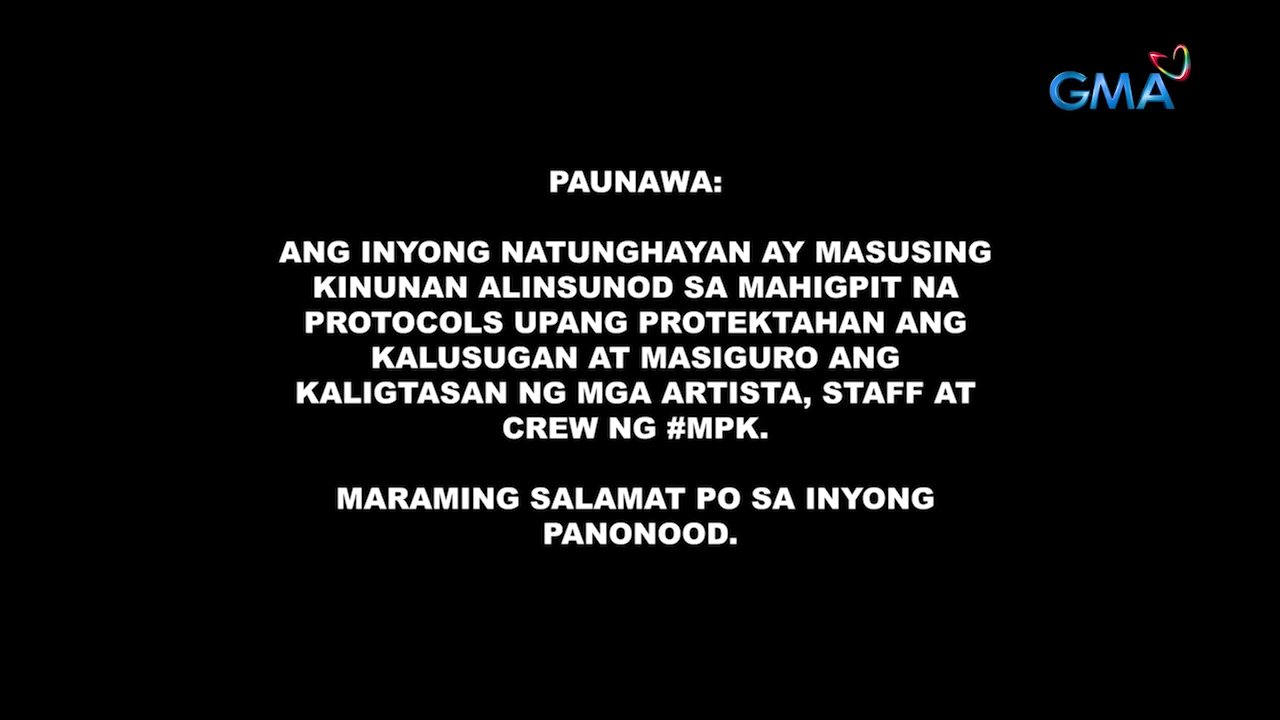 GMA
PAUNAWA:
ANG INYONG NATUNGHAYAN AY MASUSING
KINUNAN ALINSUNOD SA MAHIGPIT NA
PROTOCOLS UPANG PROTEKTAHAN ANG
KALUSUGAN AT MASIGURO ANG
KALIGTASAN NG MGA ARTISTA, STAFF AT
CREW NG #MPK.
MARAMING SALAMAT PO SA INYONG
PANONOOD.